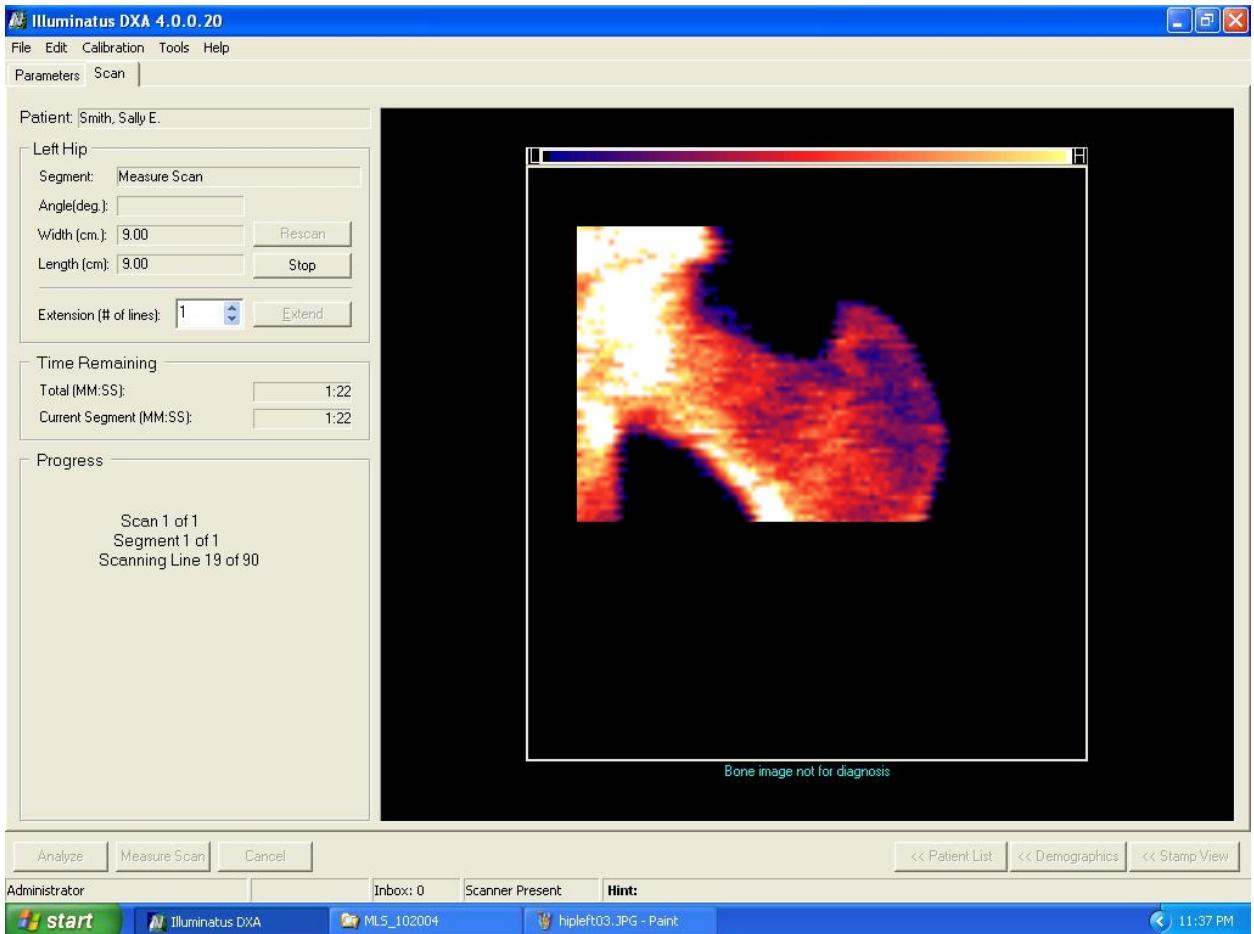 Illuminatus DXA 4.0.0.20
File Edit Calibration Tools Help
Parameters Scan
Patient: Smith, Sally E.
Left Hip
Segment: Measure Scan
Angle(deg.):
Width (cm.): 9.00 Rescan
Length (cm): 9.00 Stop
Extension (# of lines): 1 Extend
Time Remaining
Total (MM:SS): 1:22
Current Segment (MM:SS): 1:22
Progress
Scan 1 of 1
Segment 1 of 1
Scanning Line 19 of 90
L H
Bone image not for diagnosis
Analyze Measure Scan Cancel << Patient List << Demographics << Stamp View
Administrator Inbox: 0 Scanner Present Hint:
start Illuminatus DXA MLS_102004 hipleft03.JPG - Paint 11:37 PM